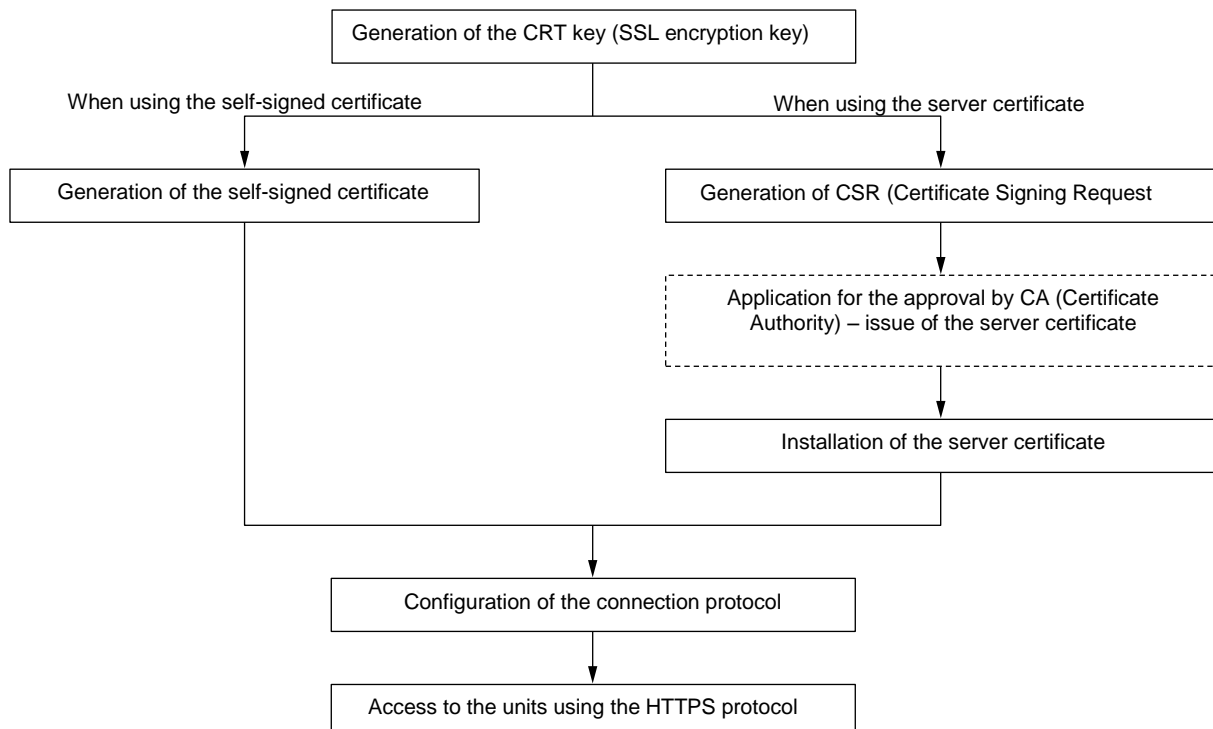 Generation of the CRT key (SSL encryption key)
When using the self-signed certificate
When using the server certificate
Generation of the self-signed certificate
Generation of CSR (Certificate Signing Request
Application for the approval by CA (Certificate
Authority) – issue of the server certificate
Installation of the server certificate
Configuration of the connection protocol
Access to the units using the HTTPS protocol